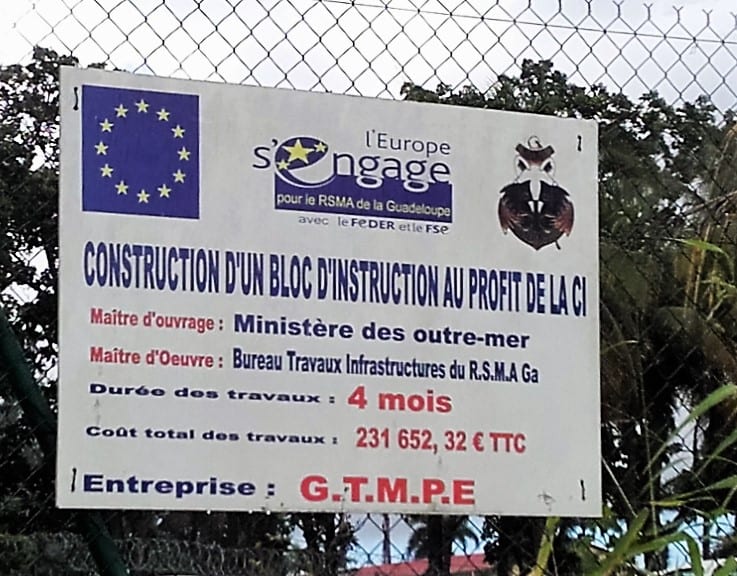 l'Europe
s'engage
pour le RSMA de la Guadeloupe
avec le FeDER et le FSe
CONSTRUCTION D'UN BLOC D'INSTRUCTION AU PROFIT DE LA CI
Maître d'ouvrage : Ministère des outre-mer
Maître d'Oeuvre : Bureau Travaux Infrastructures du R.S.M.A Ga
Durée des travaux : 4 mois
Coût total des travaux : 231 652, 32 € TTC
Entreprise : G.T.M.P.E